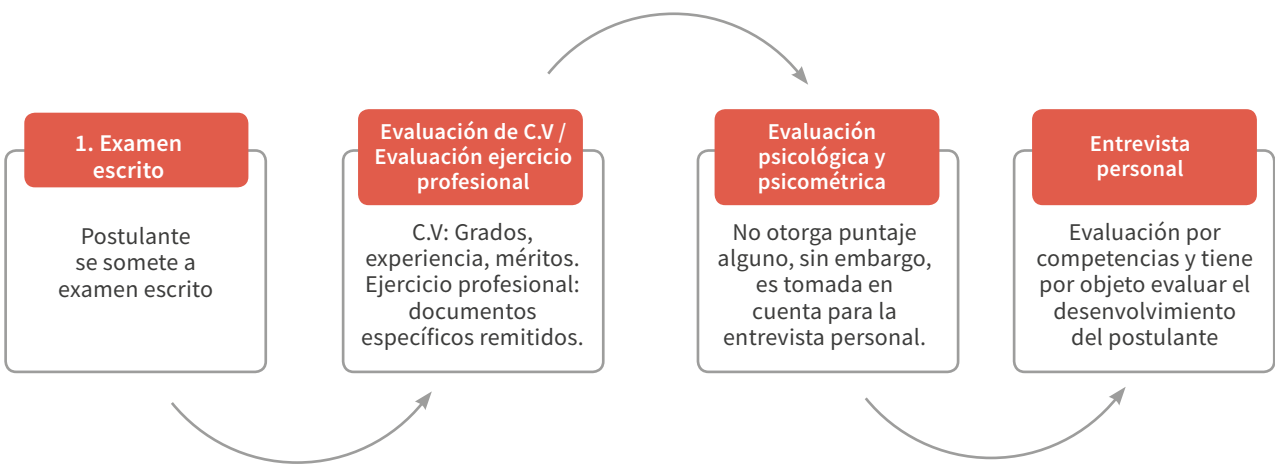 1. Examen
escrito
Postulante
se somete a
examen escrito
Evaluación de C.V /
Evaluación ejercicio
profesional
C.V: Grados,
experiencia, méritos.
Ejercicio profesional:
documentos
específicos remitidos.
Evaluación
psicológica y
psicométrica
No otorga puntaje
alguno, sin embargo,
es tomada en
cuenta para la
entrevista personal.
Entrevista
personal
Evaluación por
competencias y tiene
por objeto evaluar el
desenvolvimiento
del postulante